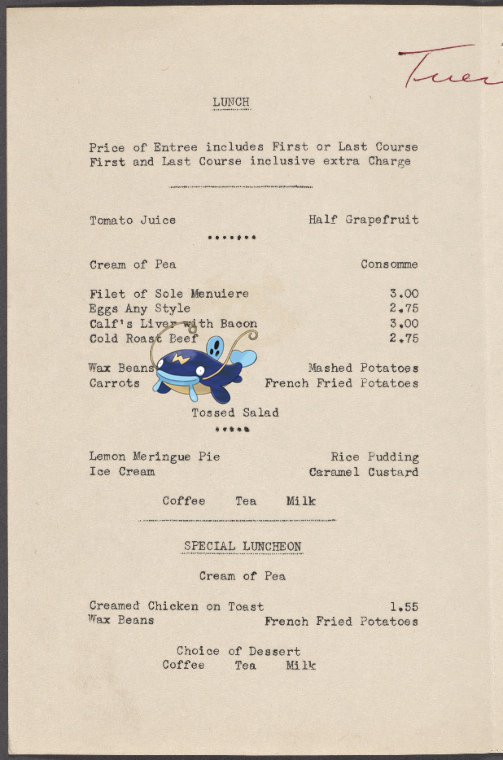 Tues
LUNCH
Price of Entree includes First or Last Course
First and Last Course inclusive extra Charge
Tomato Juice Half Grapefruit
Cream of Pea Consomme
Filet of Sole Menuiere 3.00
Eggs Any Style 2.75
Calf's Liver with Bacon 3.00
Cold Roast Beef 2.75
Wax Beans Mashed Potatoes
Carrots French Fried Potatoes
Tossed Salad
Lemon Meringue Pie Rice Pudding
Ice Cream Caramel Custard
Coffee Tea Milk
SPECIAL LUNCHEON
Cream of Pea
Creamed Chicken on Toast 1.55
Wax Beans French Fried Potatoes
Choice of Dessert
Coffee Tea Milk